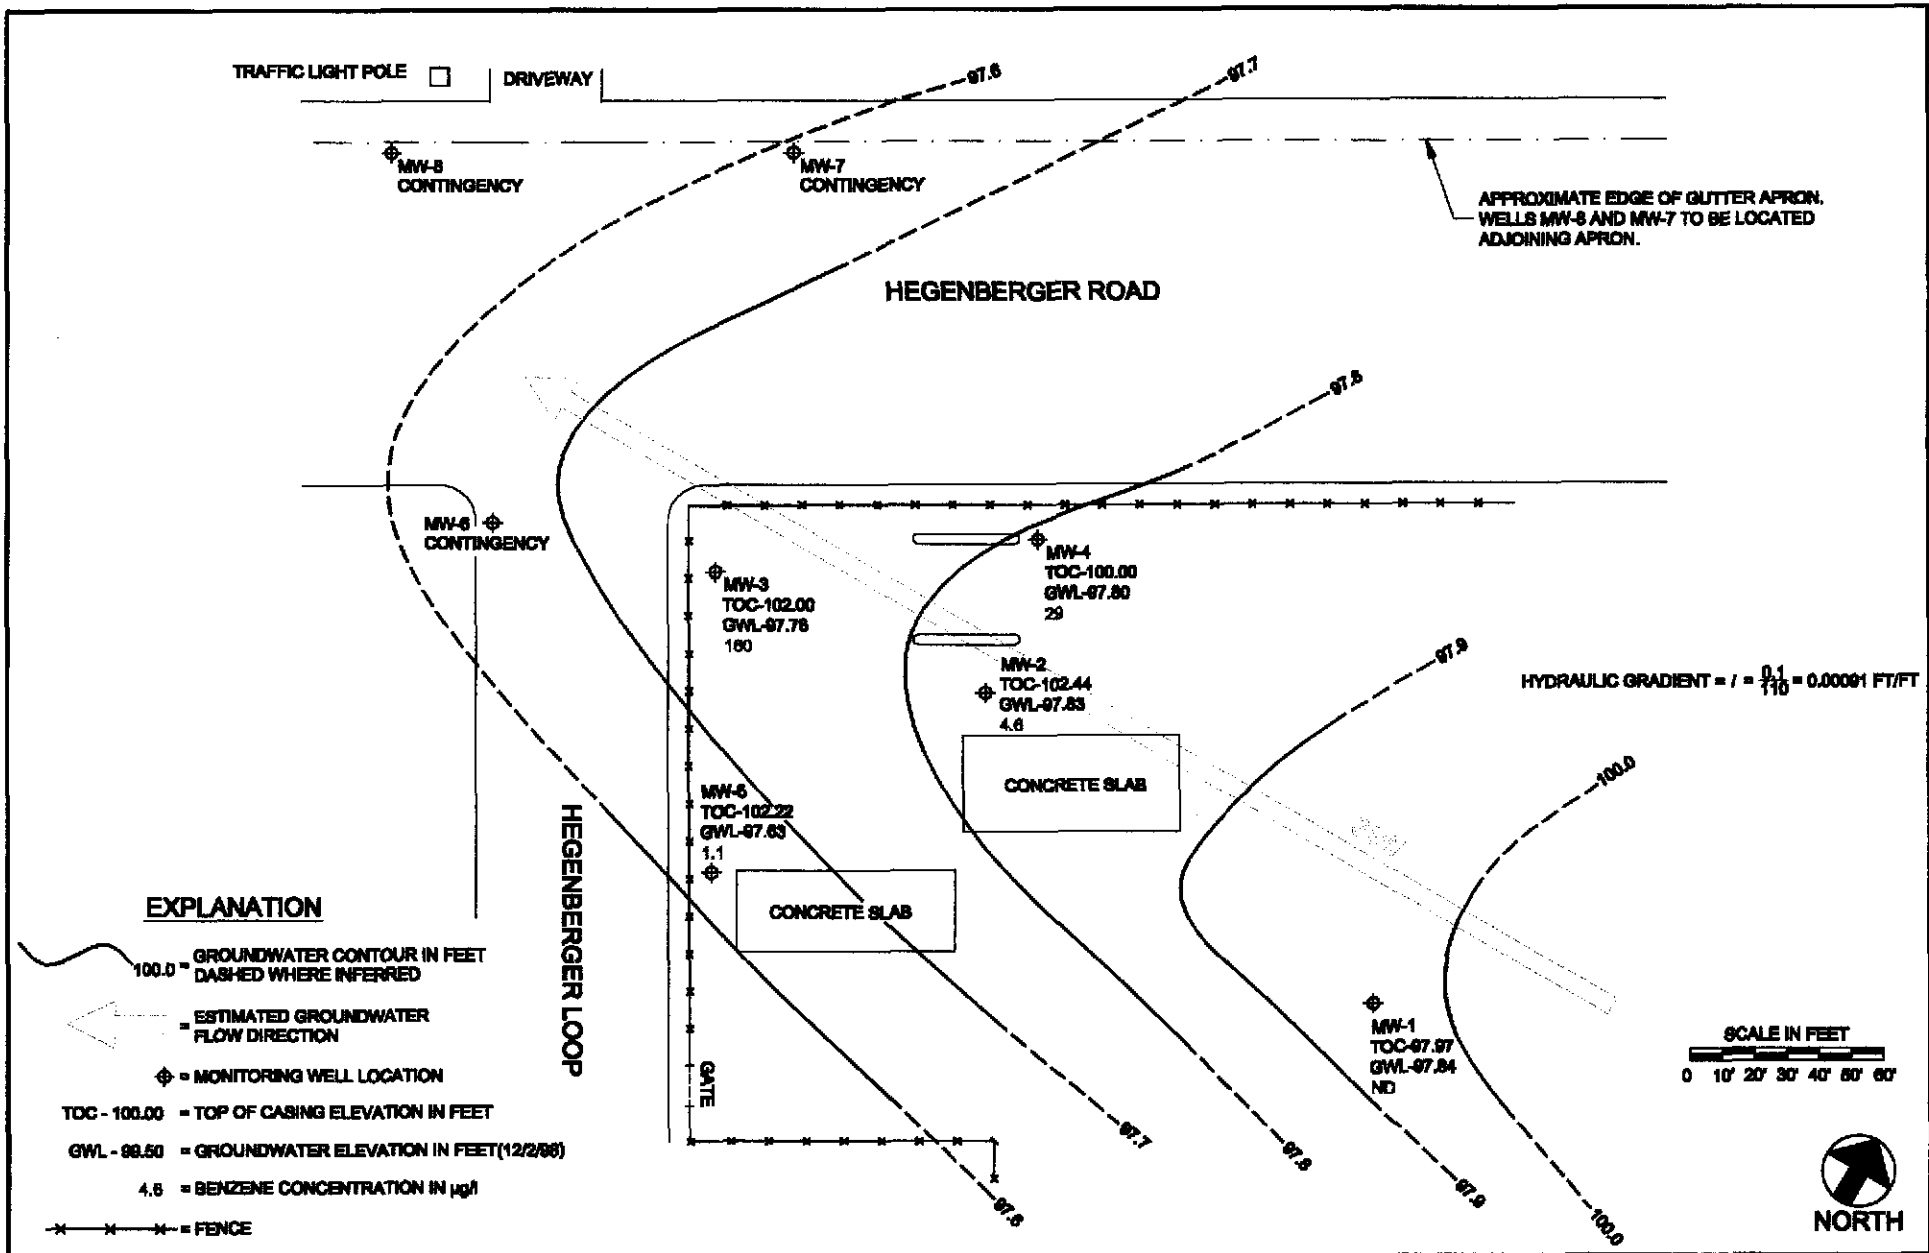 TRAFFIC LIGHT POLE
DRIVEWAY
97.6
97.7
MW-8
CONTINGENCY
MW-7
CONTINGENCY
APPROXIMATE EDGE OF GUTTER APRON.
WELLS MW-8 AND MW-7 TO BE LOCATED
ADJOINING APRON.
HEGENBERGER ROAD
97.8
MW-6
CONTINGENCY
MW-3
TOC-102.00
GWL-97.76
160
MW-4
TOC-100.00
GWL-97.80
29
MW-2
TOC-102.44
GWL-97.83
4.6
97.9
HYDRAULIC GRADIENT = i = 0.1/110 = 0.00091 FT/FT
CONCRETE SLAB
100.0
MW-5
TOC-102.22
GWL-97.63
1.1
CONCRETE SLAB
HEGENBERGER LOOP
GATE
MW-1
TOC-97.97
GWL-97.84
ND
SCALE IN FEET
0 10' 20' 30' 40' 50' 60'
97.7
97.8
97.9
97.6
100.0
NORTH
EXPLANATION
100.0 = GROUNDWATER CONTOUR IN FEET
DASHED WHERE INFERRED
= ESTIMATED GROUNDWATER
FLOW DIRECTION
= MONITORING WELL LOCATION
TOC - 100.00 = TOP OF CASING ELEVATION IN FEET
GWL - 99.50 = GROUNDWATER ELEVATION IN FEET(12/2/98)
4.6 = BENZENE CONCENTRATION IN µg/l
= FENCE